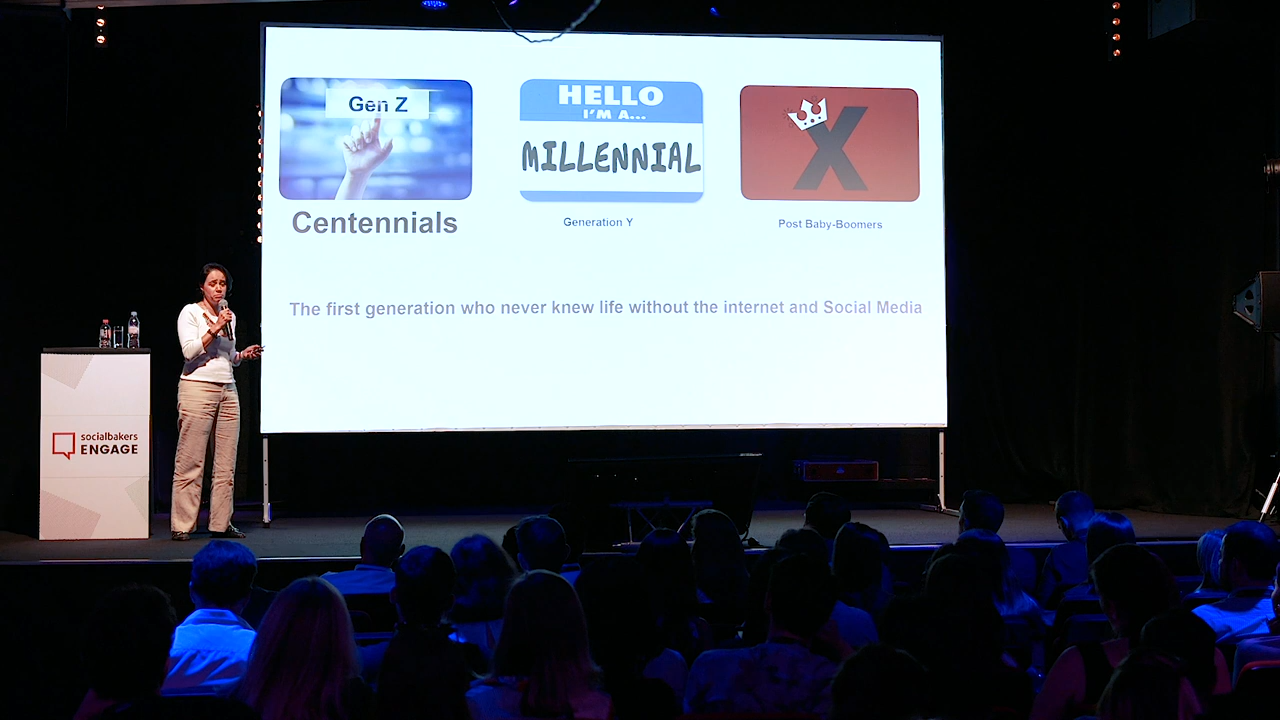 Gen Z
HELLO
I'M A...
MILLENNIAL
X
Centennials
Generation Y
Post Baby-Boomers
The first generation who never knew life without the internet and Social Media
socialbakers
ENGAGE